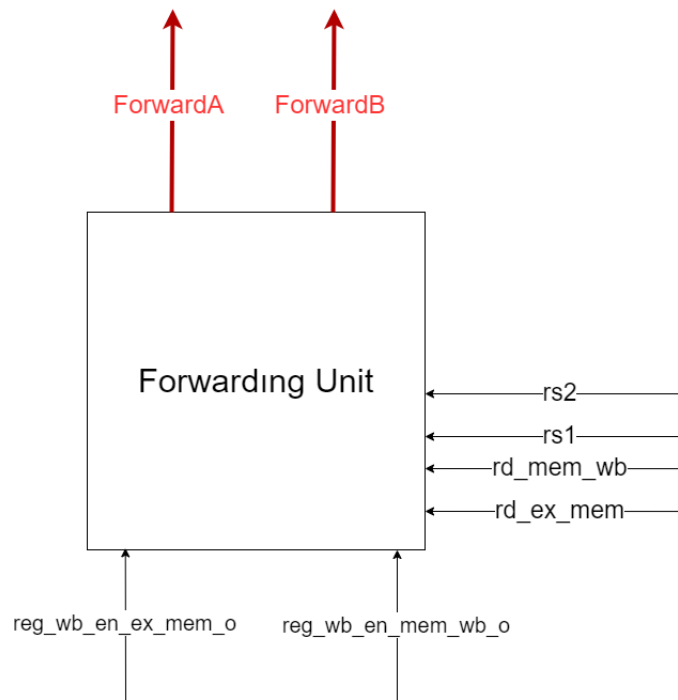 ForwardA
ForwardB
Forwardıng Unit
rs2
rs1
rd_mem_wb
rd_ex_mem
reg_wb_en_ex_mem_o
reg_wb_en_mem_wb_o